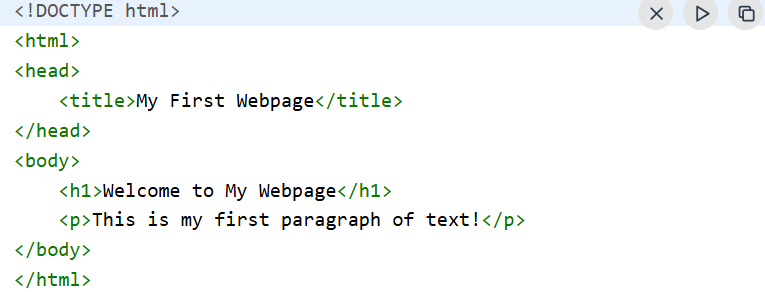 <!DOCTYPE html>
<html>
<head>
    <title>My First Webpage</title>
</head>
<body>
    <h1>Welcome to My Webpage</h1>
    <p>This is my first paragraph of text!</p>
</body>
</html>